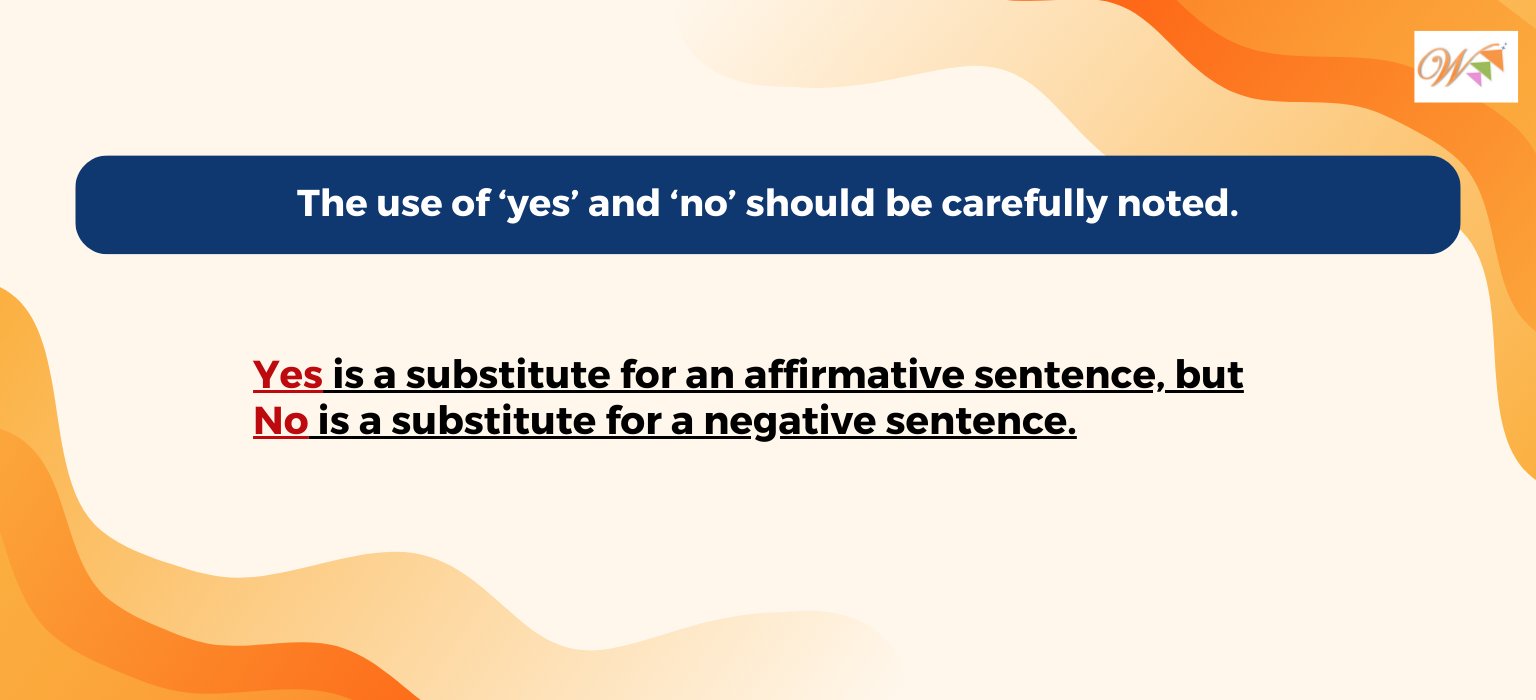 W
The use of ‘yes’ and ‘no’ should be carefully noted.
Yes is a substitute for an affirmative sentence, but
No is a substitute for a negative sentence.